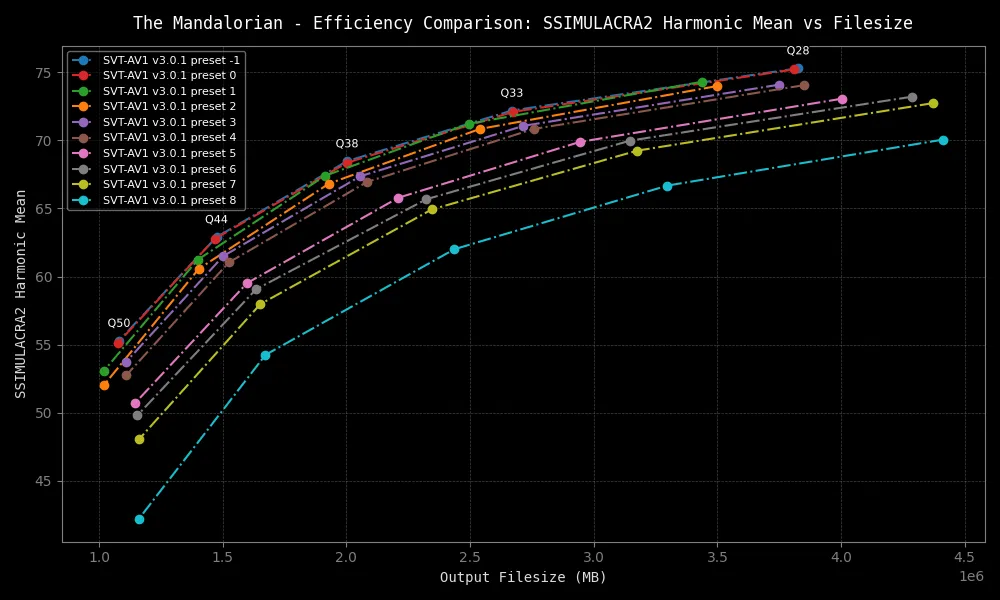 The Mandalorian - Efficiency Comparison: SSIMULACRA2 Harmonic Mean vs Filesize
SVT-AV1 v3.0.1 preset -1
SVT-AV1 v3.0.1 preset 0
SVT-AV1 v3.0.1 preset 1
SVT-AV1 v3.0.1 preset 2
SVT-AV1 v3.0.1 preset 3
SVT-AV1 v3.0.1 preset 4
SVT-AV1 v3.0.1 preset 5
SVT-AV1 v3.0.1 preset 6
SVT-AV1 v3.0.1 preset 7
SVT-AV1 v3.0.1 preset 8
Q28
Q33
Q38
Q44
Q50
SSIMULACRA2 Harmonic Mean
75
70
65
60
55
50
45
1.0 1.5 2.0 2.5 3.0 3.5 4.0 4.5
1e6
Output Filesize (MB)